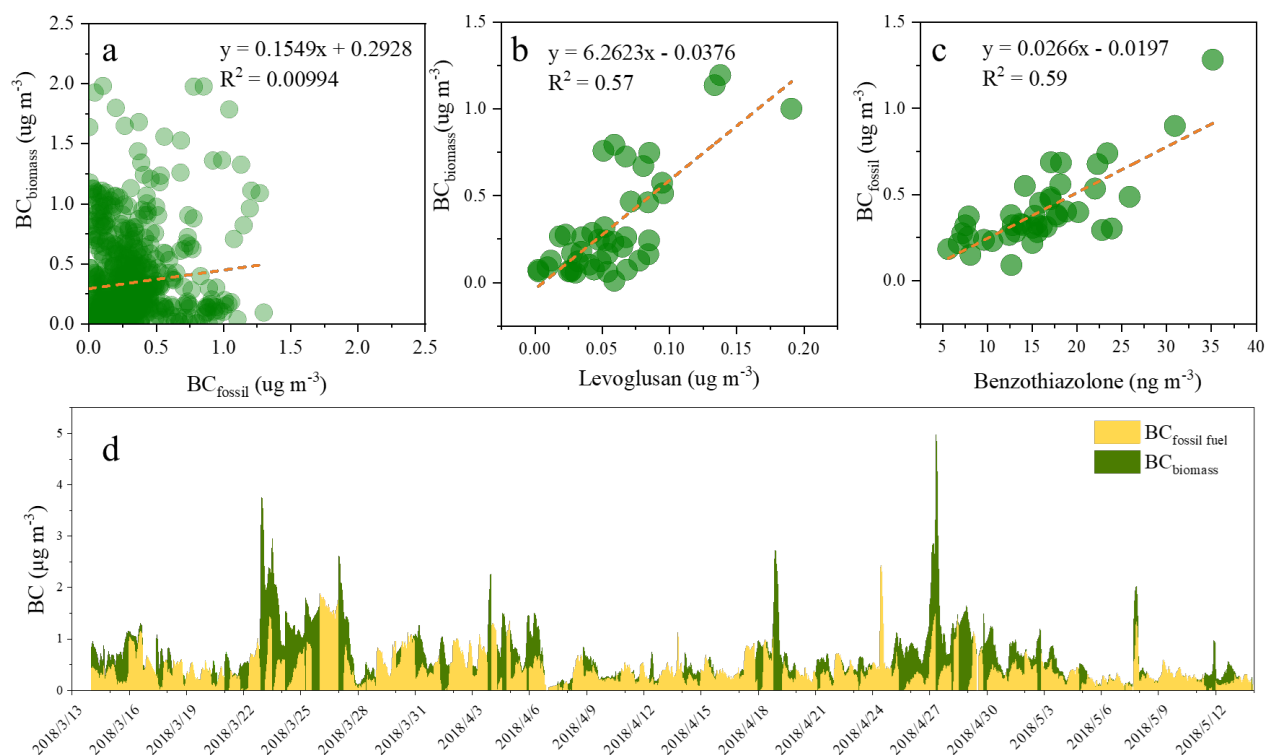 a
y = 0.1549x + 0.2928
R² = 0.00994
BC_biomass (ug m⁻³)
2.5
2.0
1.5
1.0
0.5
0.0
0.0 0.5 1.0 1.5 2.0 2.5
BC_fossil (ug m⁻³)
b
y = 6.2623x - 0.0376
R² = 0.57
BC_biomass(ug m⁻³)
1.5
1.0
0.5
0.0
0.00 0.05 0.10 0.15 0.20
Levoglusan (ug m⁻³)
c
y = 0.0266x - 0.0197
R² = 0.59
BC_fossil (ug m⁻³)
1.5
1.0
0.5
0.0
5 10 15 20 25 30 35 40
Benzothiazolone (ng m⁻³)
d
BC_fossil fuel
BC_biomass
BC (μg m⁻³)
5
4
3
2
1
0
2018/3/13 2018/3/16 2018/3/19 2018/3/22 2018/3/25 2018/3/28 2018/3/31 2018/4/3 2018/4/6 2018/4/9 2018/4/12 2018/4/15 2018/4/18 2018/4/21 2018/4/24 2018/4/27 2018/4/30 2018/5/3 2018/5/6 2018/5/9 2018/5/12